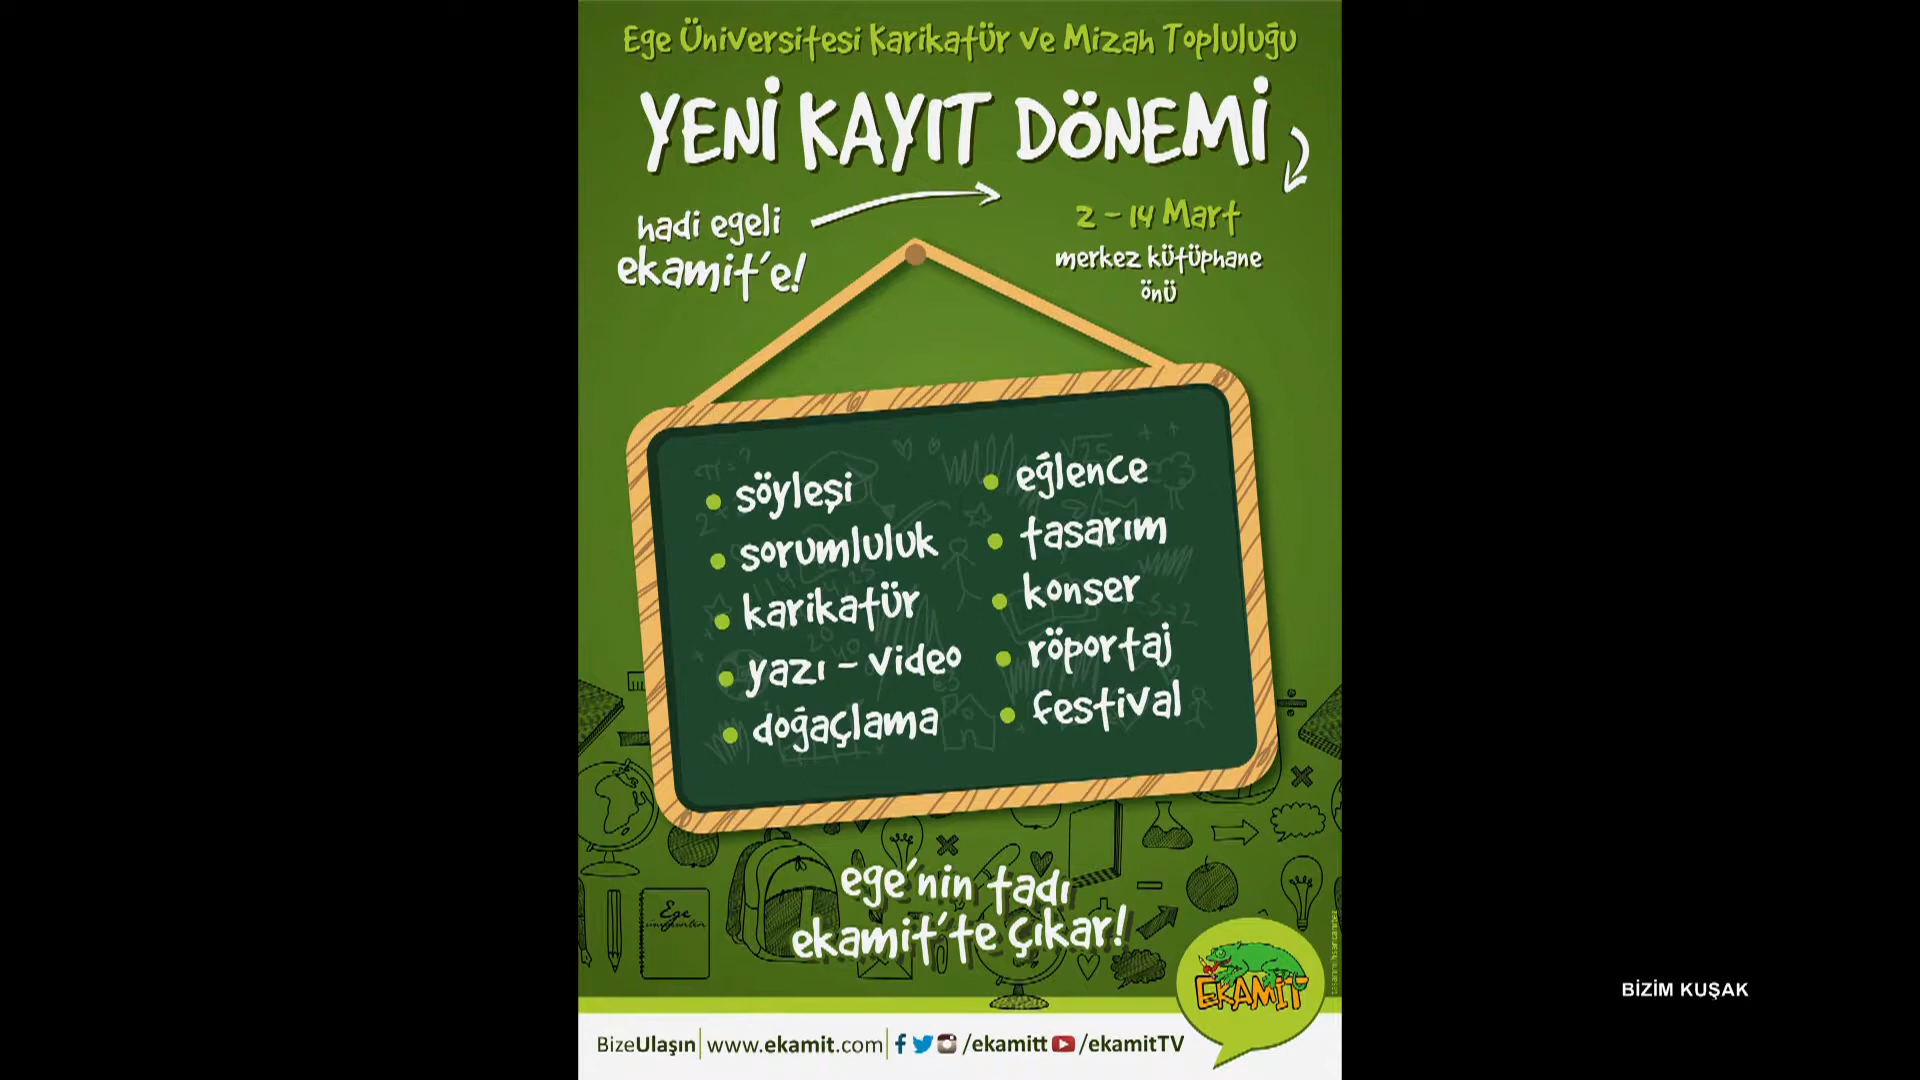 Ege Üniversitesi Karikatür ve Mizah Topluluğu
YENİ KAYIT DÖNEMİ
hadi egeli
ekamit'e!
2 - 14 Mart
merkez kütüphane
önü
söyleşi
sorumluluk
karikatür
yazı - video
doğaçlama
eğlence
tasarım
konser
röportaj
festival
ege'nin tadı
ekamit'te çıkar!
Ege
EKAMİT
BizeUlaşın www.ekamit.com /ekamitt /ekamitTV
BİZİM KUŞAK